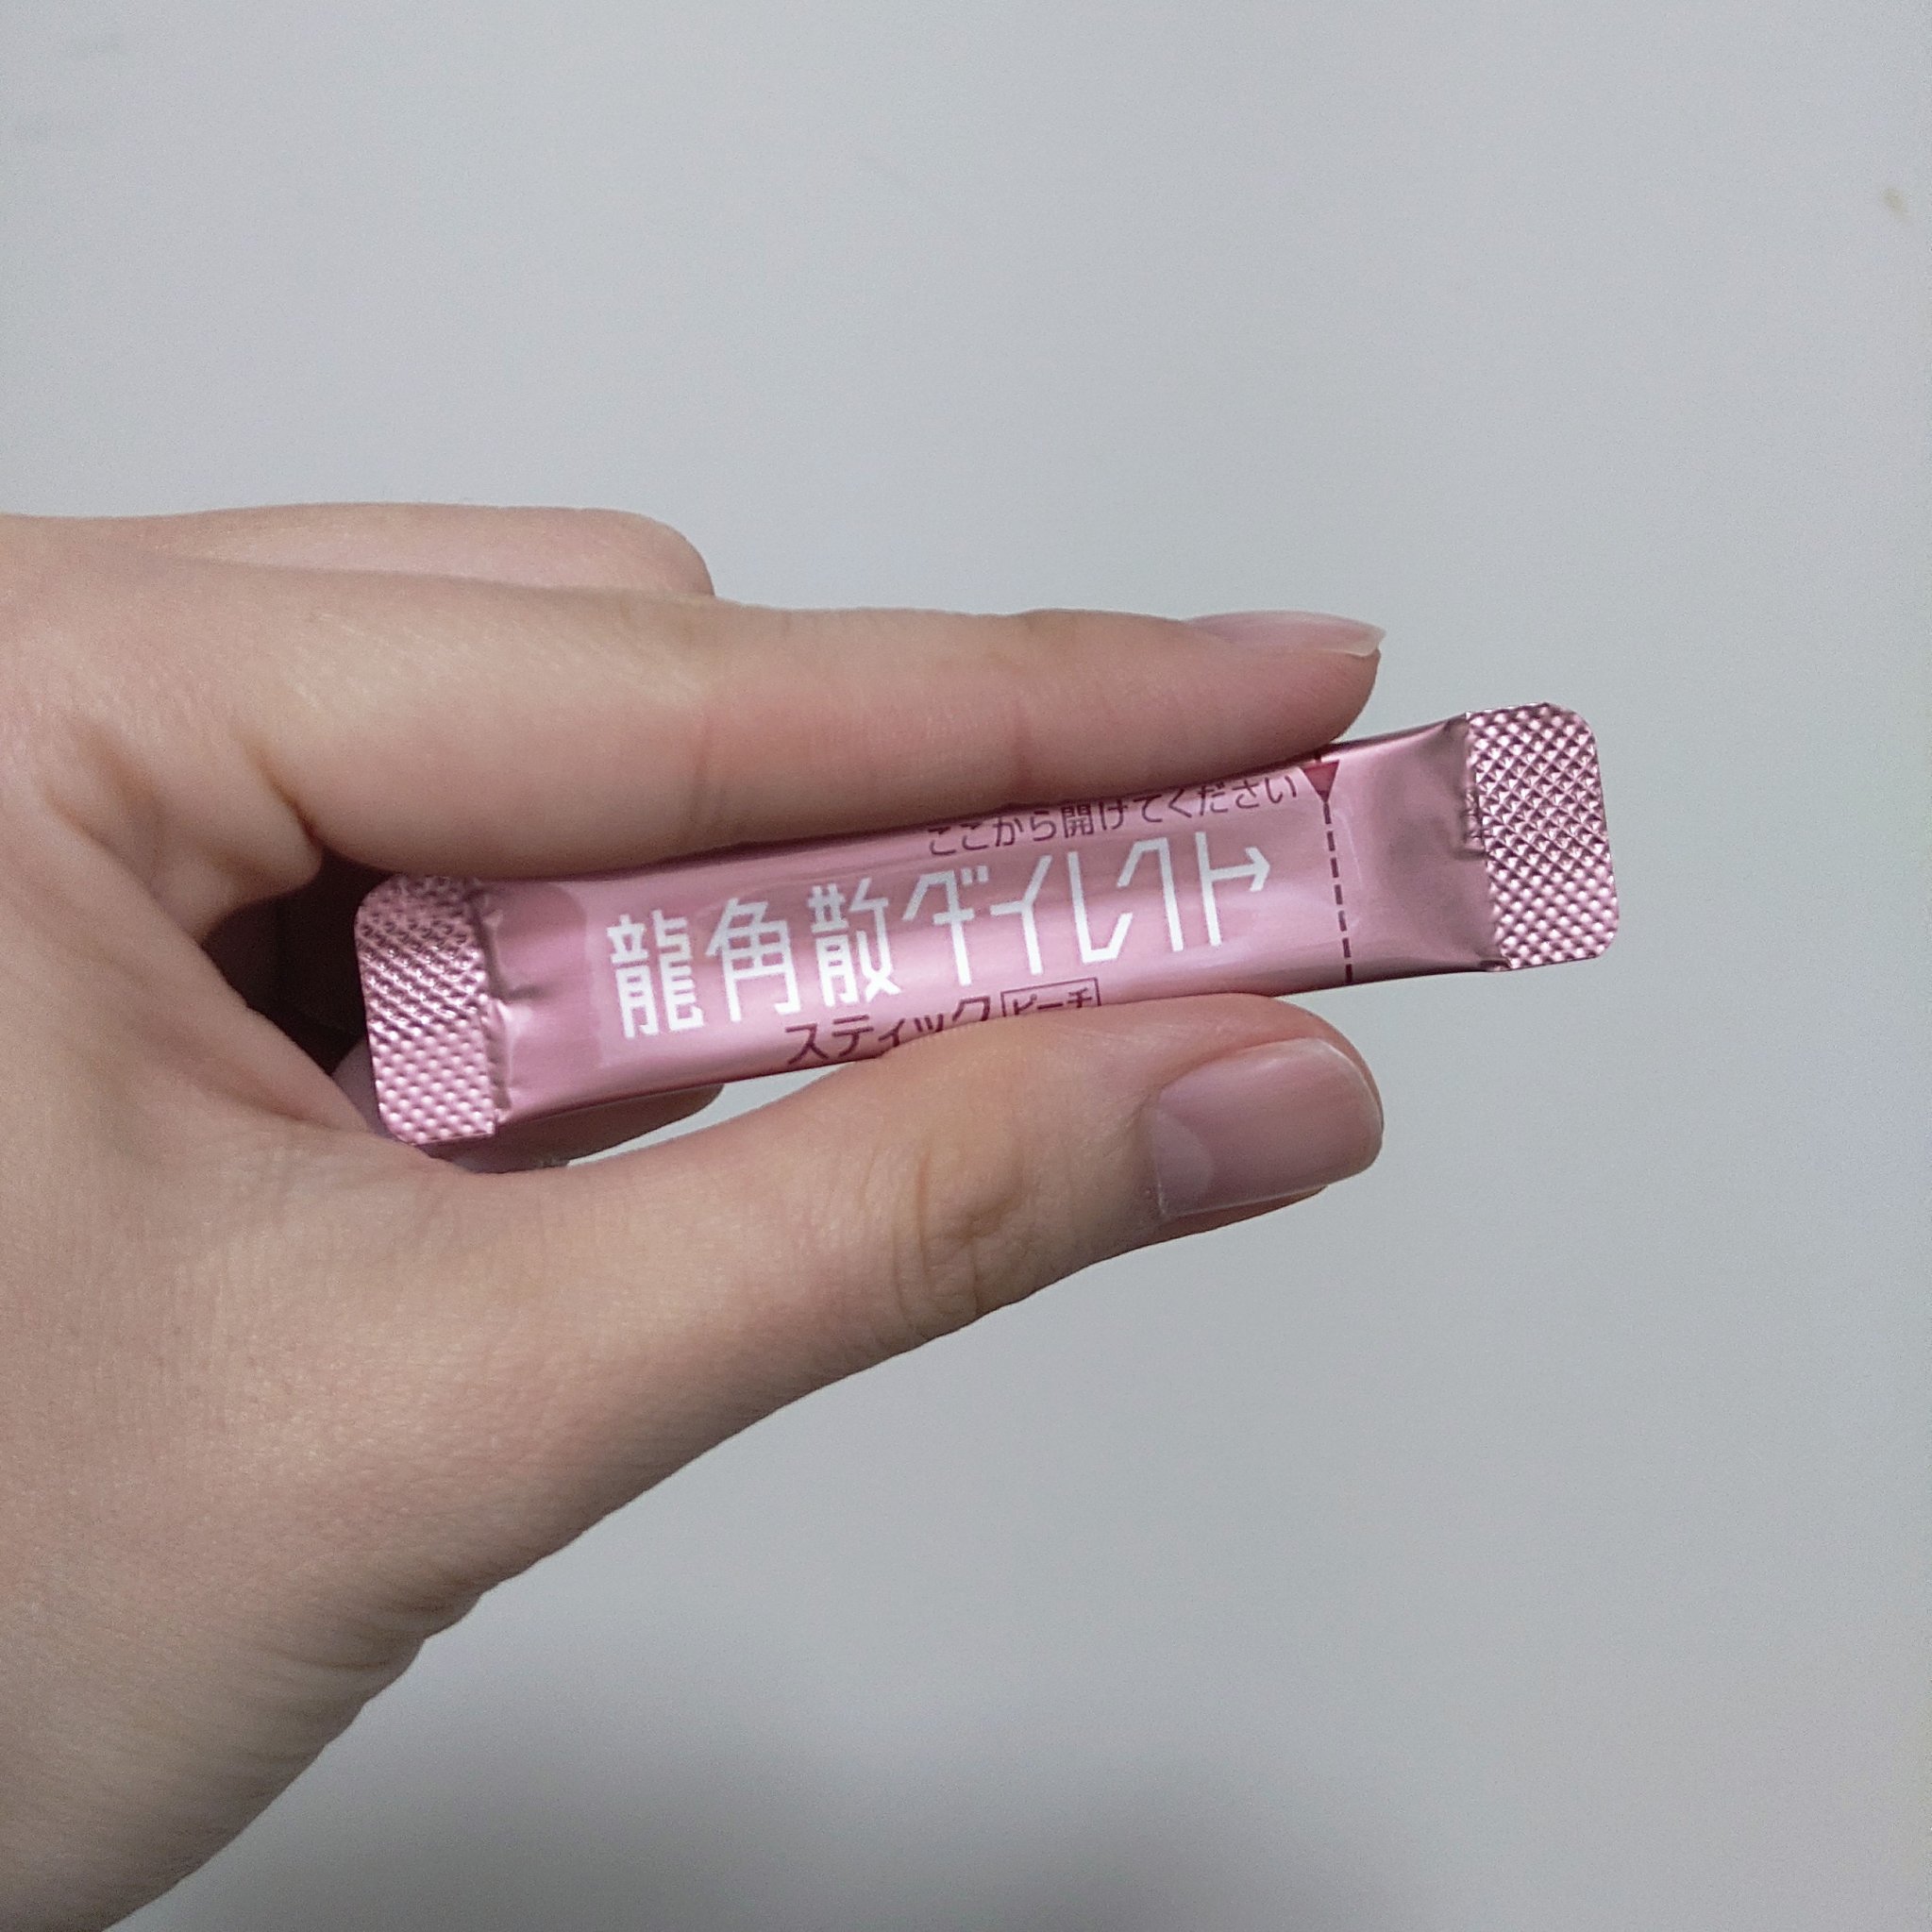 ここから開けてください
龍角散ダイレクト
スティック ピーチ